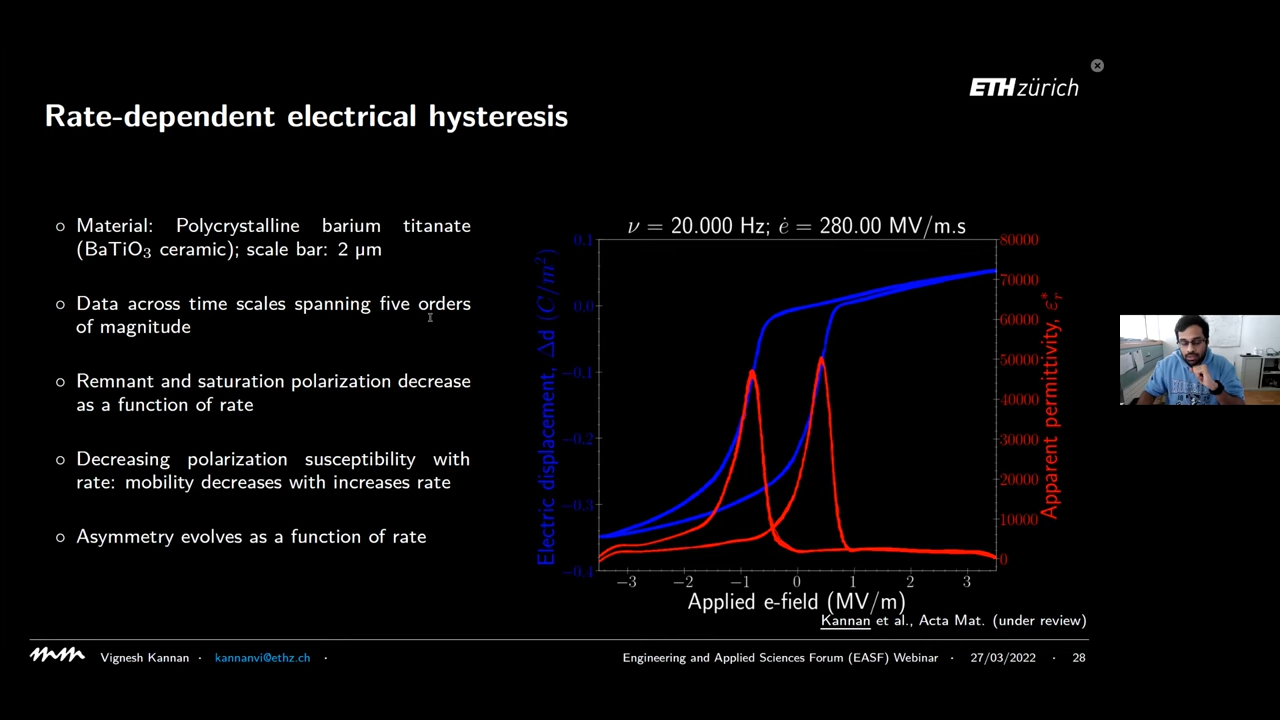 ETH zürich
Rate-dependent electrical hysteresis
○ Material: Polycrystalline barium titanate
(BaTiO₃ ceramic); scale bar: 2 µm
○ Data across time scales spanning five orders
of magnitude
○ Remnant and saturation polarization decrease
as a function of rate
○ Decreasing polarization susceptibility with
rate: mobility decreases with increases rate
○ Asymmetry evolves as a function of rate
ν = 20.000 Hz; ė = 280.00 MV/m.s
Electric displacement, Δd (C/m²)
0.1
0.0
−0.1
−0.2
−0.3
−0.4
80000
70000
60000
50000
40000
30000
20000
10000
0
Apparent permittivity, ε*ᵣ
−3 −2 −1 0 1 2 3
Applied e-field (MV/m)
Kannan et al., Acta Mat. (under review)
Vignesh Kannan · kannanvi@ethz.ch ·
Engineering and Applied Sciences Forum (EASF) Webinar · 27/03/2022 · 28